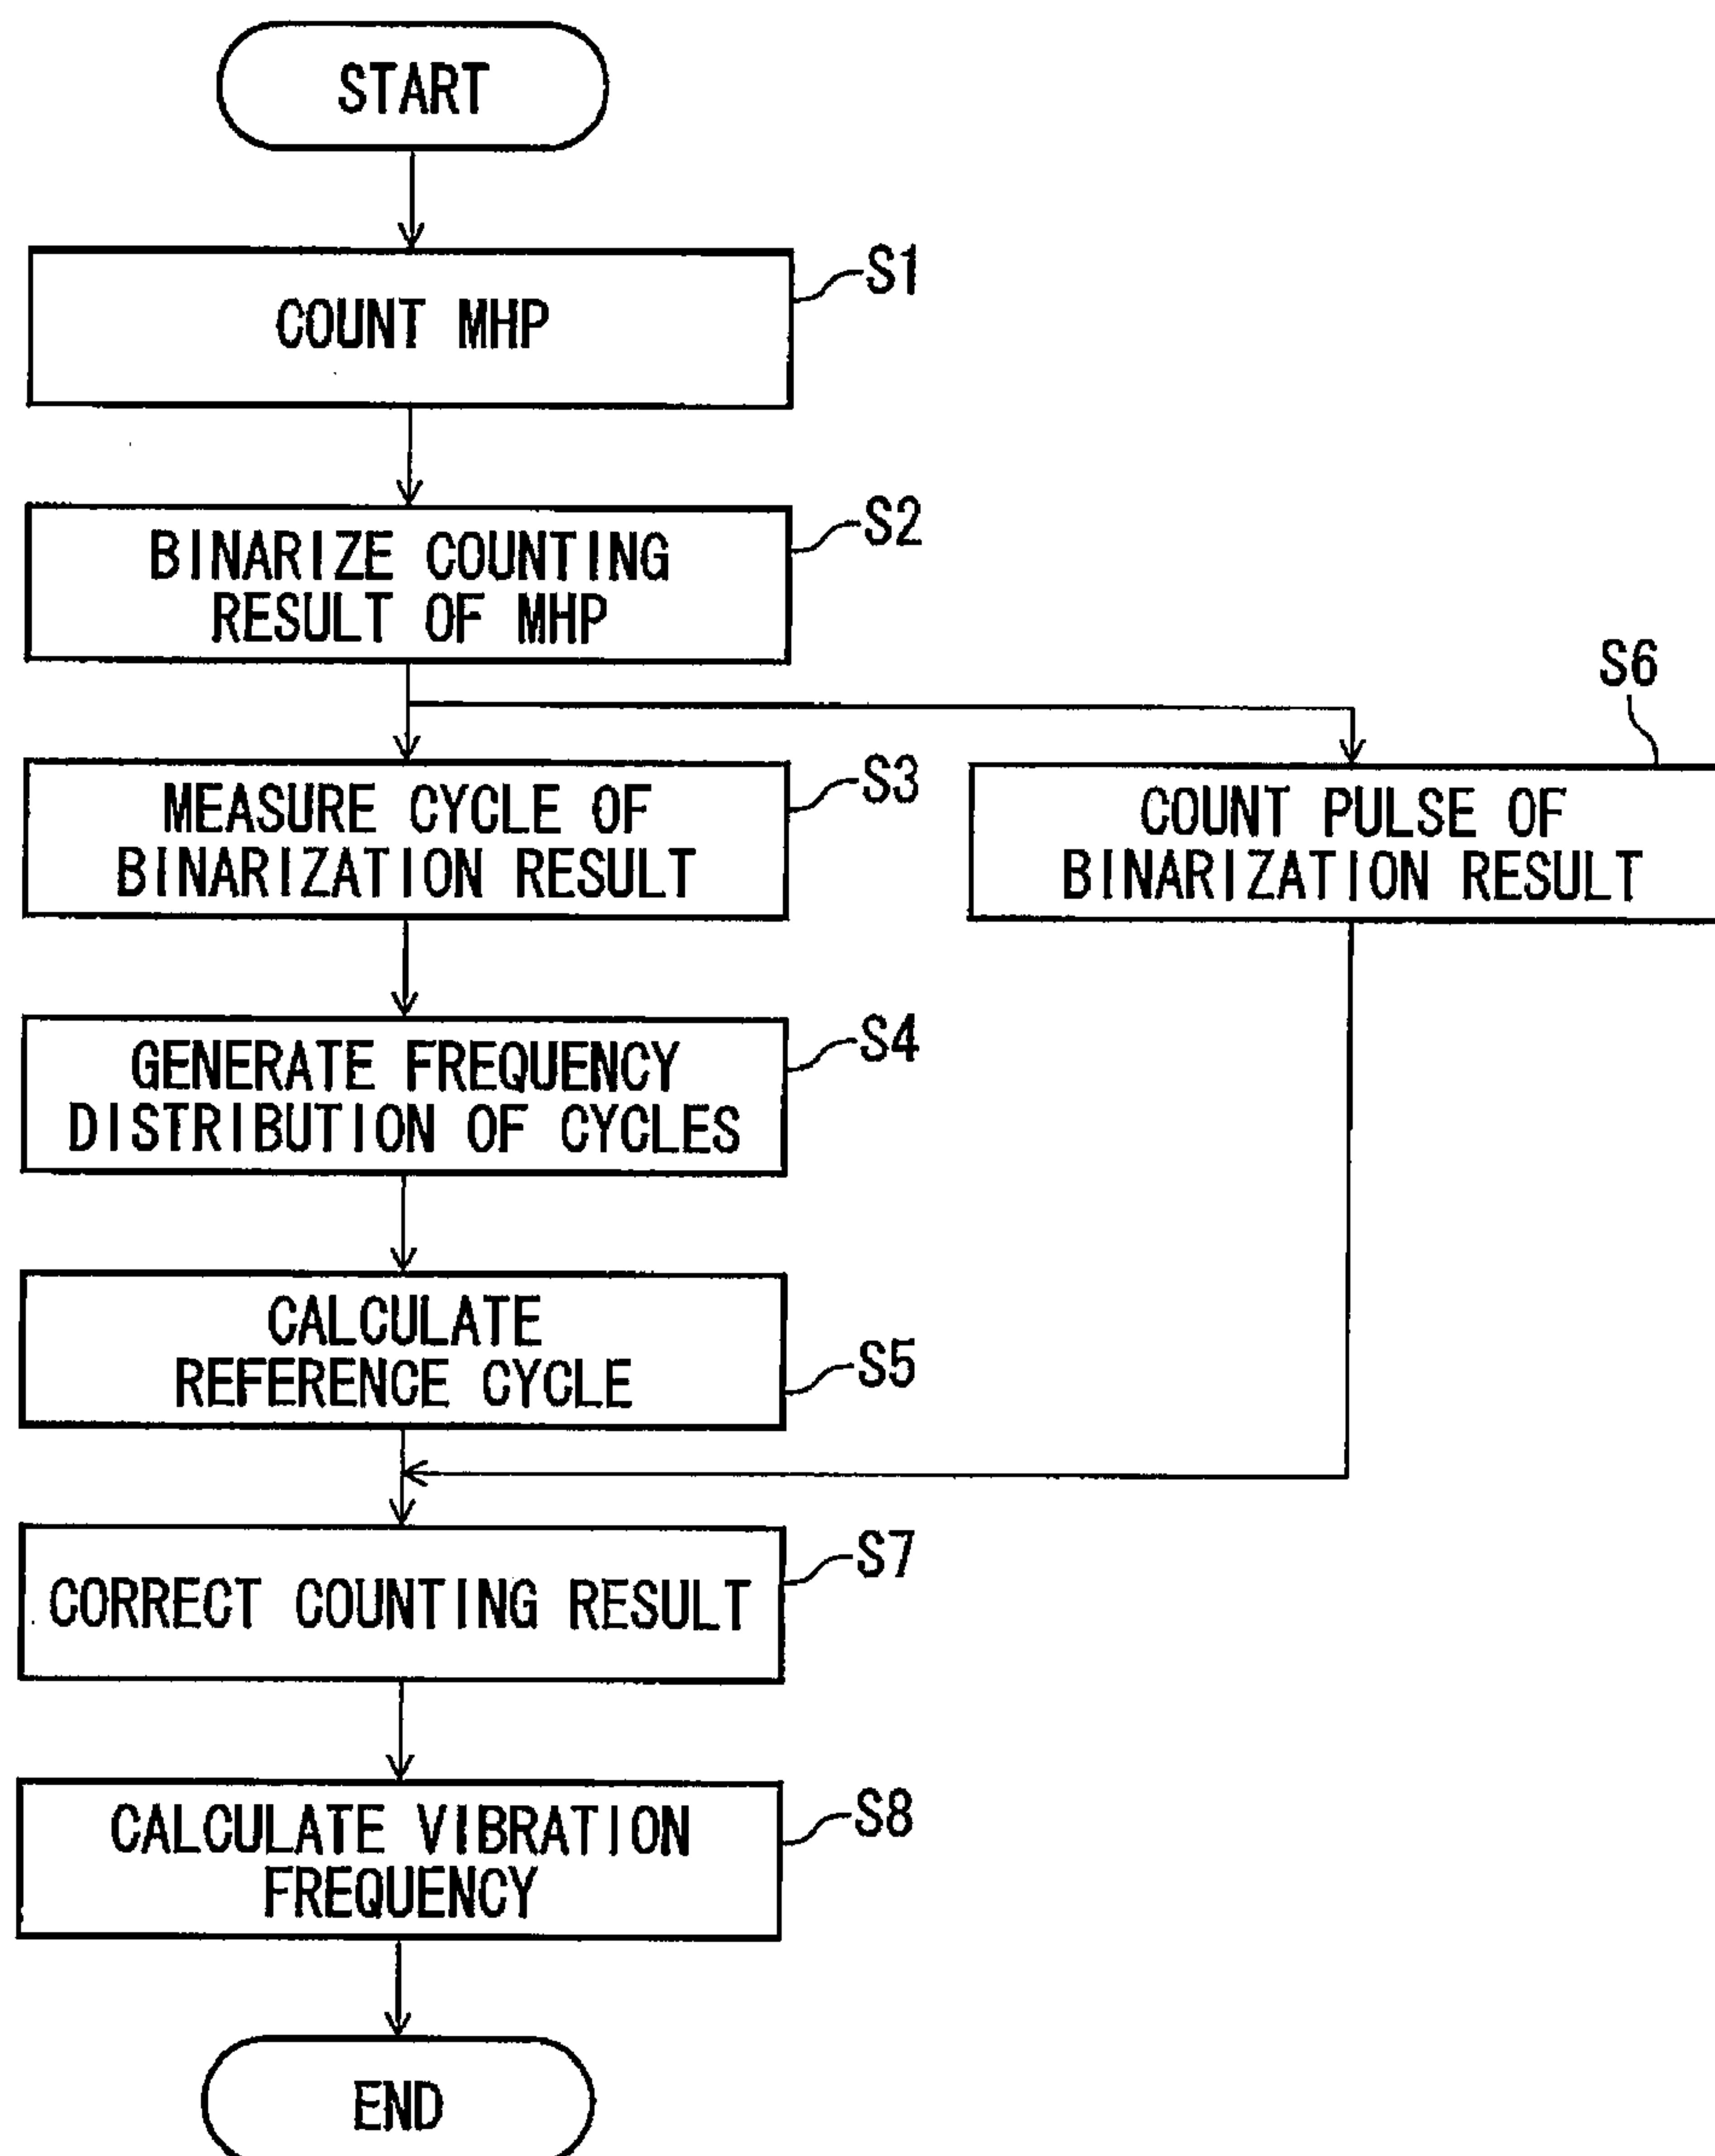 START
COUNT MHP
S1
BINARIZE COUNTING
RESULT OF MHP
S2
MEASURE CYCLE OF
BINARIZATION RESULT
S3
COUNT PULSE OF
BINARIZATION RESULT
S6
GENERATE FREQUENCY
DISTRIBUTION OF CYCLES
S4
CALCULATE
REFERENCE CYCLE
S5
CORRECT COUNTING RESULT
S7
CALCULATE VIBRATION
FREQUENCY
S8
END